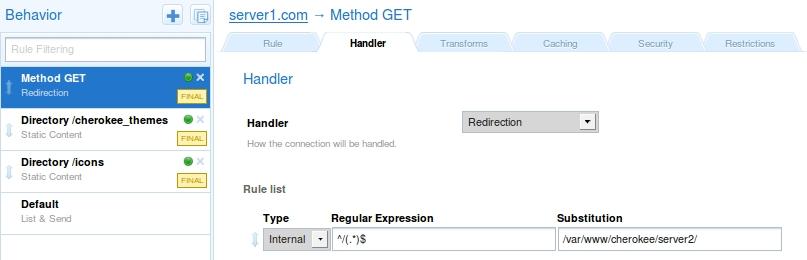 Behavior
Rule Filtering
Method GET
Redirection
FINAL
Directory /cherokee_themes
Static Content
FINAL
Directory /icons
Static Content
FINAL
Default
List & Send
server1.com → Method GET
Rule Handler Transforms Caching Security Restrictions
Handler
Handler Redirection
How the connection will be handled.
Rule list
Type Regular Expression Substitution
Internal ^/(.*)$ /var/www/cherokee/server2/